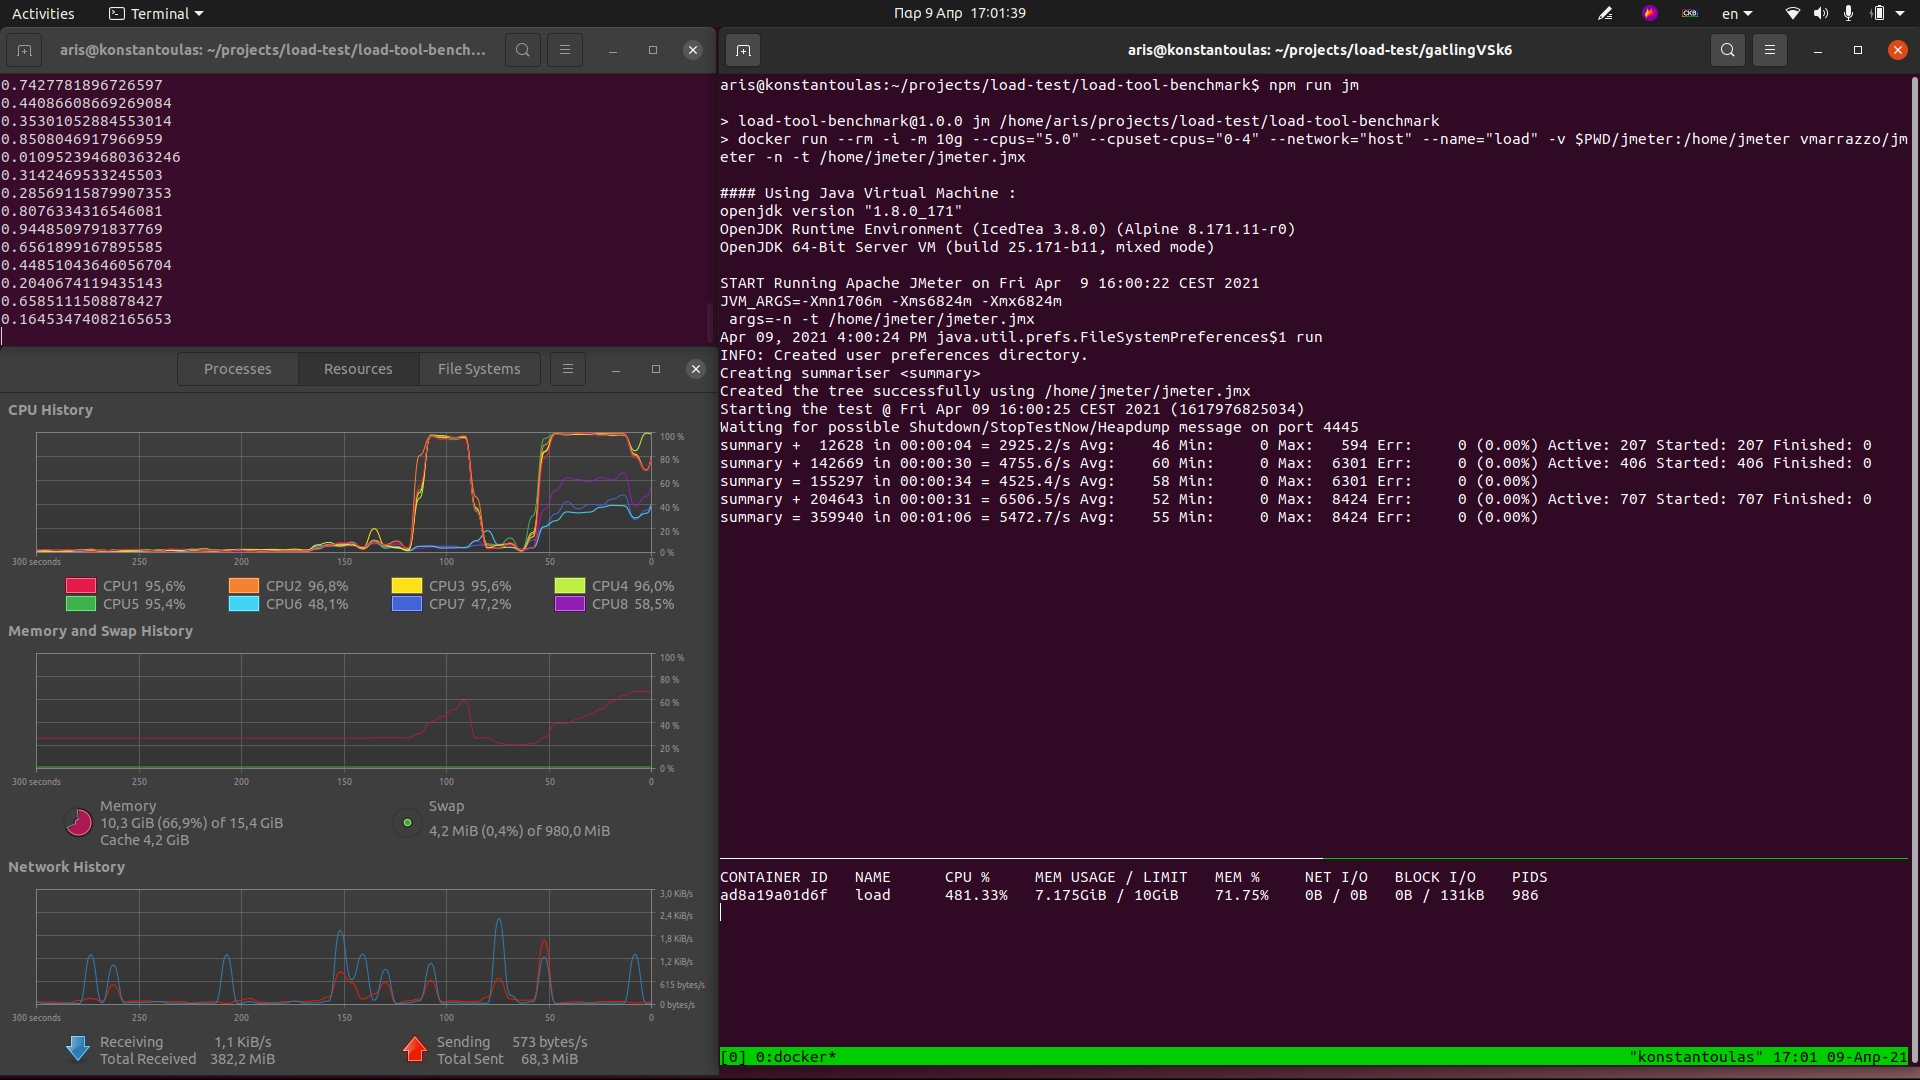 Activities
Terminal
Παρ 9 Απρ 17:01:39
CKB
en
aris@konstantoulas: ~/projects/load-test/load-tool-bench...
0.7427781896726597
0.44086608669269084
0.35301052884553014
0.8508046917966959
0.010952394680363246
0.3142469533245503
0.28569115879907353
0.8076334316546081
0.9448509791837769
0.6561899167895585
0.44851043646056704
0.2040674119435143
0.6585111508878427
0.16453474082165653
Processes
Resources
File Systems
CPU History
100 %
80 %
60 %
40 %
20 %
0 %
300 seconds 250 200 150 100 50 0
CPU1 95,6% CPU2 96,8% CPU3 95,6% CPU4 96,0%
CPU5 95,4% CPU6 48,1% CPU7 47,2% CPU8 58,5%
Memory and Swap History
100 %
80 %
60 %
40 %
20 %
0 %
300 seconds 250 200 150 100 50 0
Memory
10,3 GiB (66,9%) of 15,4 GiB
Cache 4,2 GiB
Swap
4,2 MiB (0,4%) of 980,0 MiB
Network History
3,0 KiB/s
2,4 KiB/s
1,8 KiB/s
1,2 KiB/s
615 bytes/s
0 bytes/s
300 seconds 250 200 150 100 50 0
Receiving 1,1 KiB/s
Total Received 382,2 MiB
Sending 573 bytes/s
Total Sent 68,3 MiB
aris@konstantoulas: ~/projects/load-test/gatlingVSk6
aris@konstantoulas:~/projects/load-test/load-tool-benchmark$ npm run jm
> load-tool-benchmark@1.0.0 jm /home/aris/projects/load-test/load-tool-benchmark
> docker run --rm -i -m 10g --cpus="5.0" --cpuset-cpus="0-4" --network="host" --name="load" -v $PWD/jmeter:/home/jmeter vmarrazzo/jm
eter -n -t /home/jmeter/jmeter.jmx
#### Using Java Virtual Machine :
openjdk version "1.8.0_171"
OpenJDK Runtime Environment (IcedTea 3.8.0) (Alpine 8.171.11-r0)
OpenJDK 64-Bit Server VM (build 25.171-b11, mixed mode)
START Running Apache JMeter on Fri Apr  9 16:00:22 CEST 2021
JVM_ARGS=-Xmn1706m -Xms6824m -Xmx6824m
args=-n -t /home/jmeter/jmeter.jmx
Apr 09, 2021 4:00:24 PM java.util.prefs.FileSystemPreferences$1 run
INFO: Created user preferences directory.
Creating summariser <summary>
Created the tree successfully using /home/jmeter/jmeter.jmx
Starting the test @ Fri Apr 09 16:00:25 CEST 2021 (1617976825034)
Waiting for possible Shutdown/StopTestNow/Heapdump message on port 4445
summary +  12628 in 00:00:04 = 2925.2/s Avg:    46 Min:     0 Max:   594 Err:     0 (0.00%) Active: 207 Started: 207 Finished: 0
summary + 142669 in 00:00:30 = 4755.6/s Avg:    60 Min:     0 Max:  6301 Err:     0 (0.00%) Active: 406 Started: 406 Finished: 0
summary = 155297 in 00:00:34 = 4525.4/s Avg:    58 Min:     0 Max:  6301 Err:     0 (0.00%)
summary + 204643 in 00:00:31 = 6506.5/s Avg:    52 Min:     0 Max:  8424 Err:     0 (0.00%) Active: 707 Started: 707 Finished: 0
summary = 359940 in 00:01:06 = 5472.7/s Avg:    55 Min:     0 Max:  8424 Err:     0 (0.00%)
CONTAINER ID   NAME      CPU %     MEM USAGE / LIMIT   MEM %     NET I/O   BLOCK I/O    PIDS
ad8a19a01d6f   load      481.33%   7.175GiB / 10GiB    71.75%    0B / 0B   0B / 131kB   986
[0] 0:docker* "konstantoulas" 17:01 09-Απρ-21